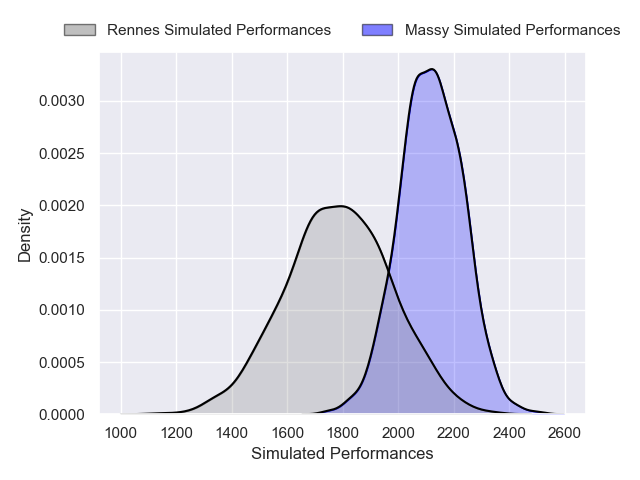 Rennes Simulated Performances Massy Simulated Performances
0.0030
0.0025
0.0020
0.0015
0.0010
0.0005
0.0000
Density
1000 1200 1400 1600 1800 2000 2200 2400 2600
Simulated Performances